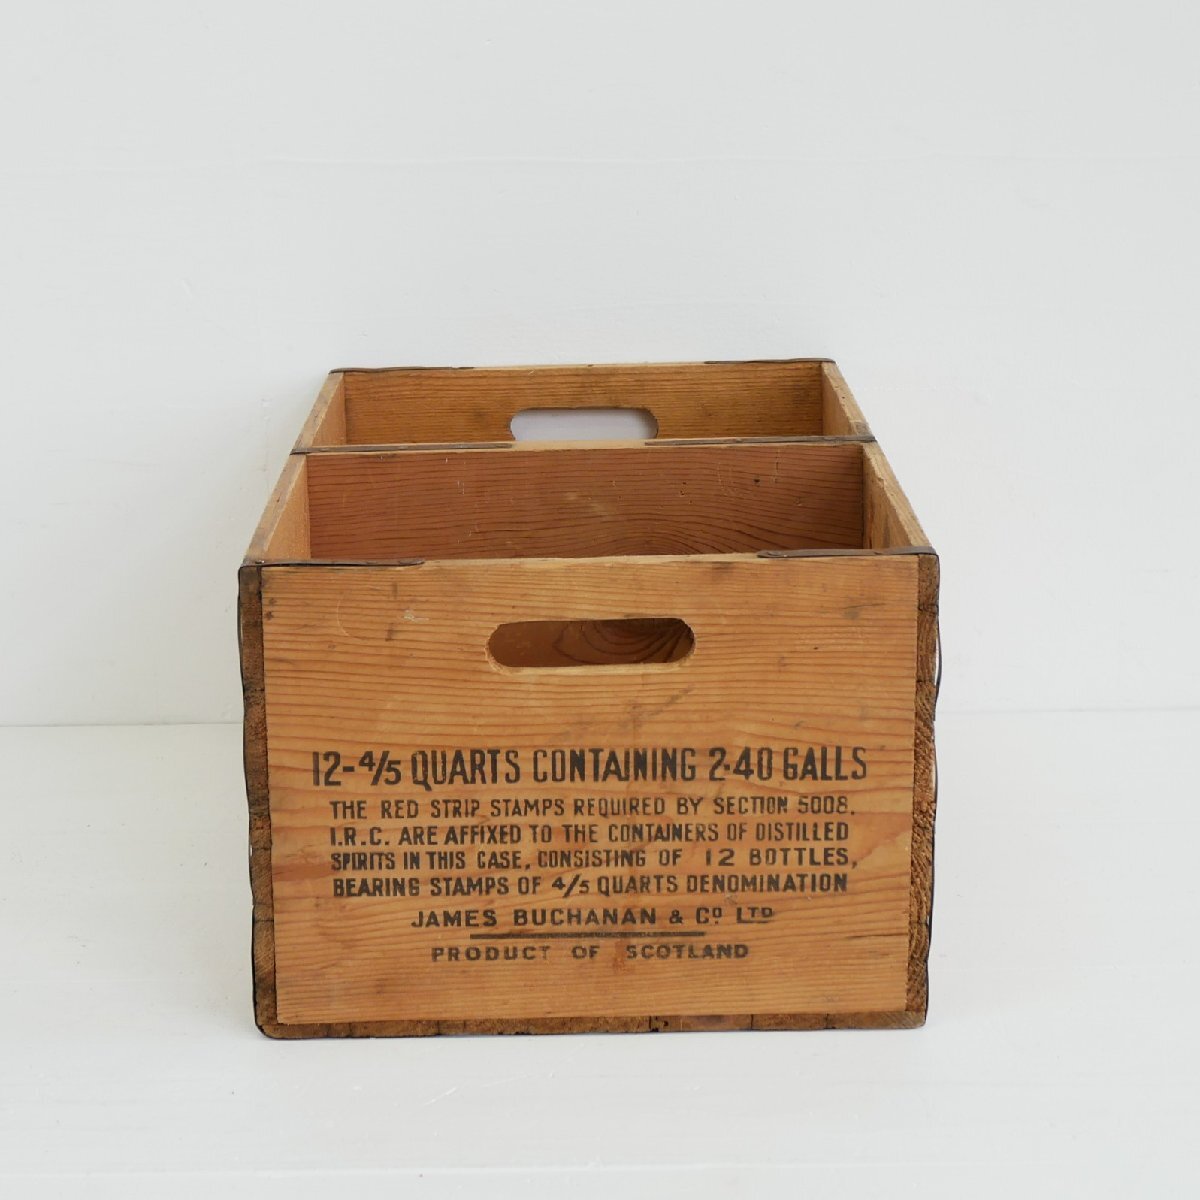 12-4/5 QUARTS CONTAINING 2·40 GALLS
THE RED STRIP STAMPS REQUIRED BY SECTION 5008.
I.R.C. ARE AFFIXED TO THE CONTAINERS OF DISTILLED
SPIRITS IN THIS CASE, CONSISTING OF 12 BOTTLES,
BEARING STAMPS OF 4/5 QUARTS DENOMINATION
JAMES BUCHANAN & CO LTD
PRODUCT OF SCOTLAND